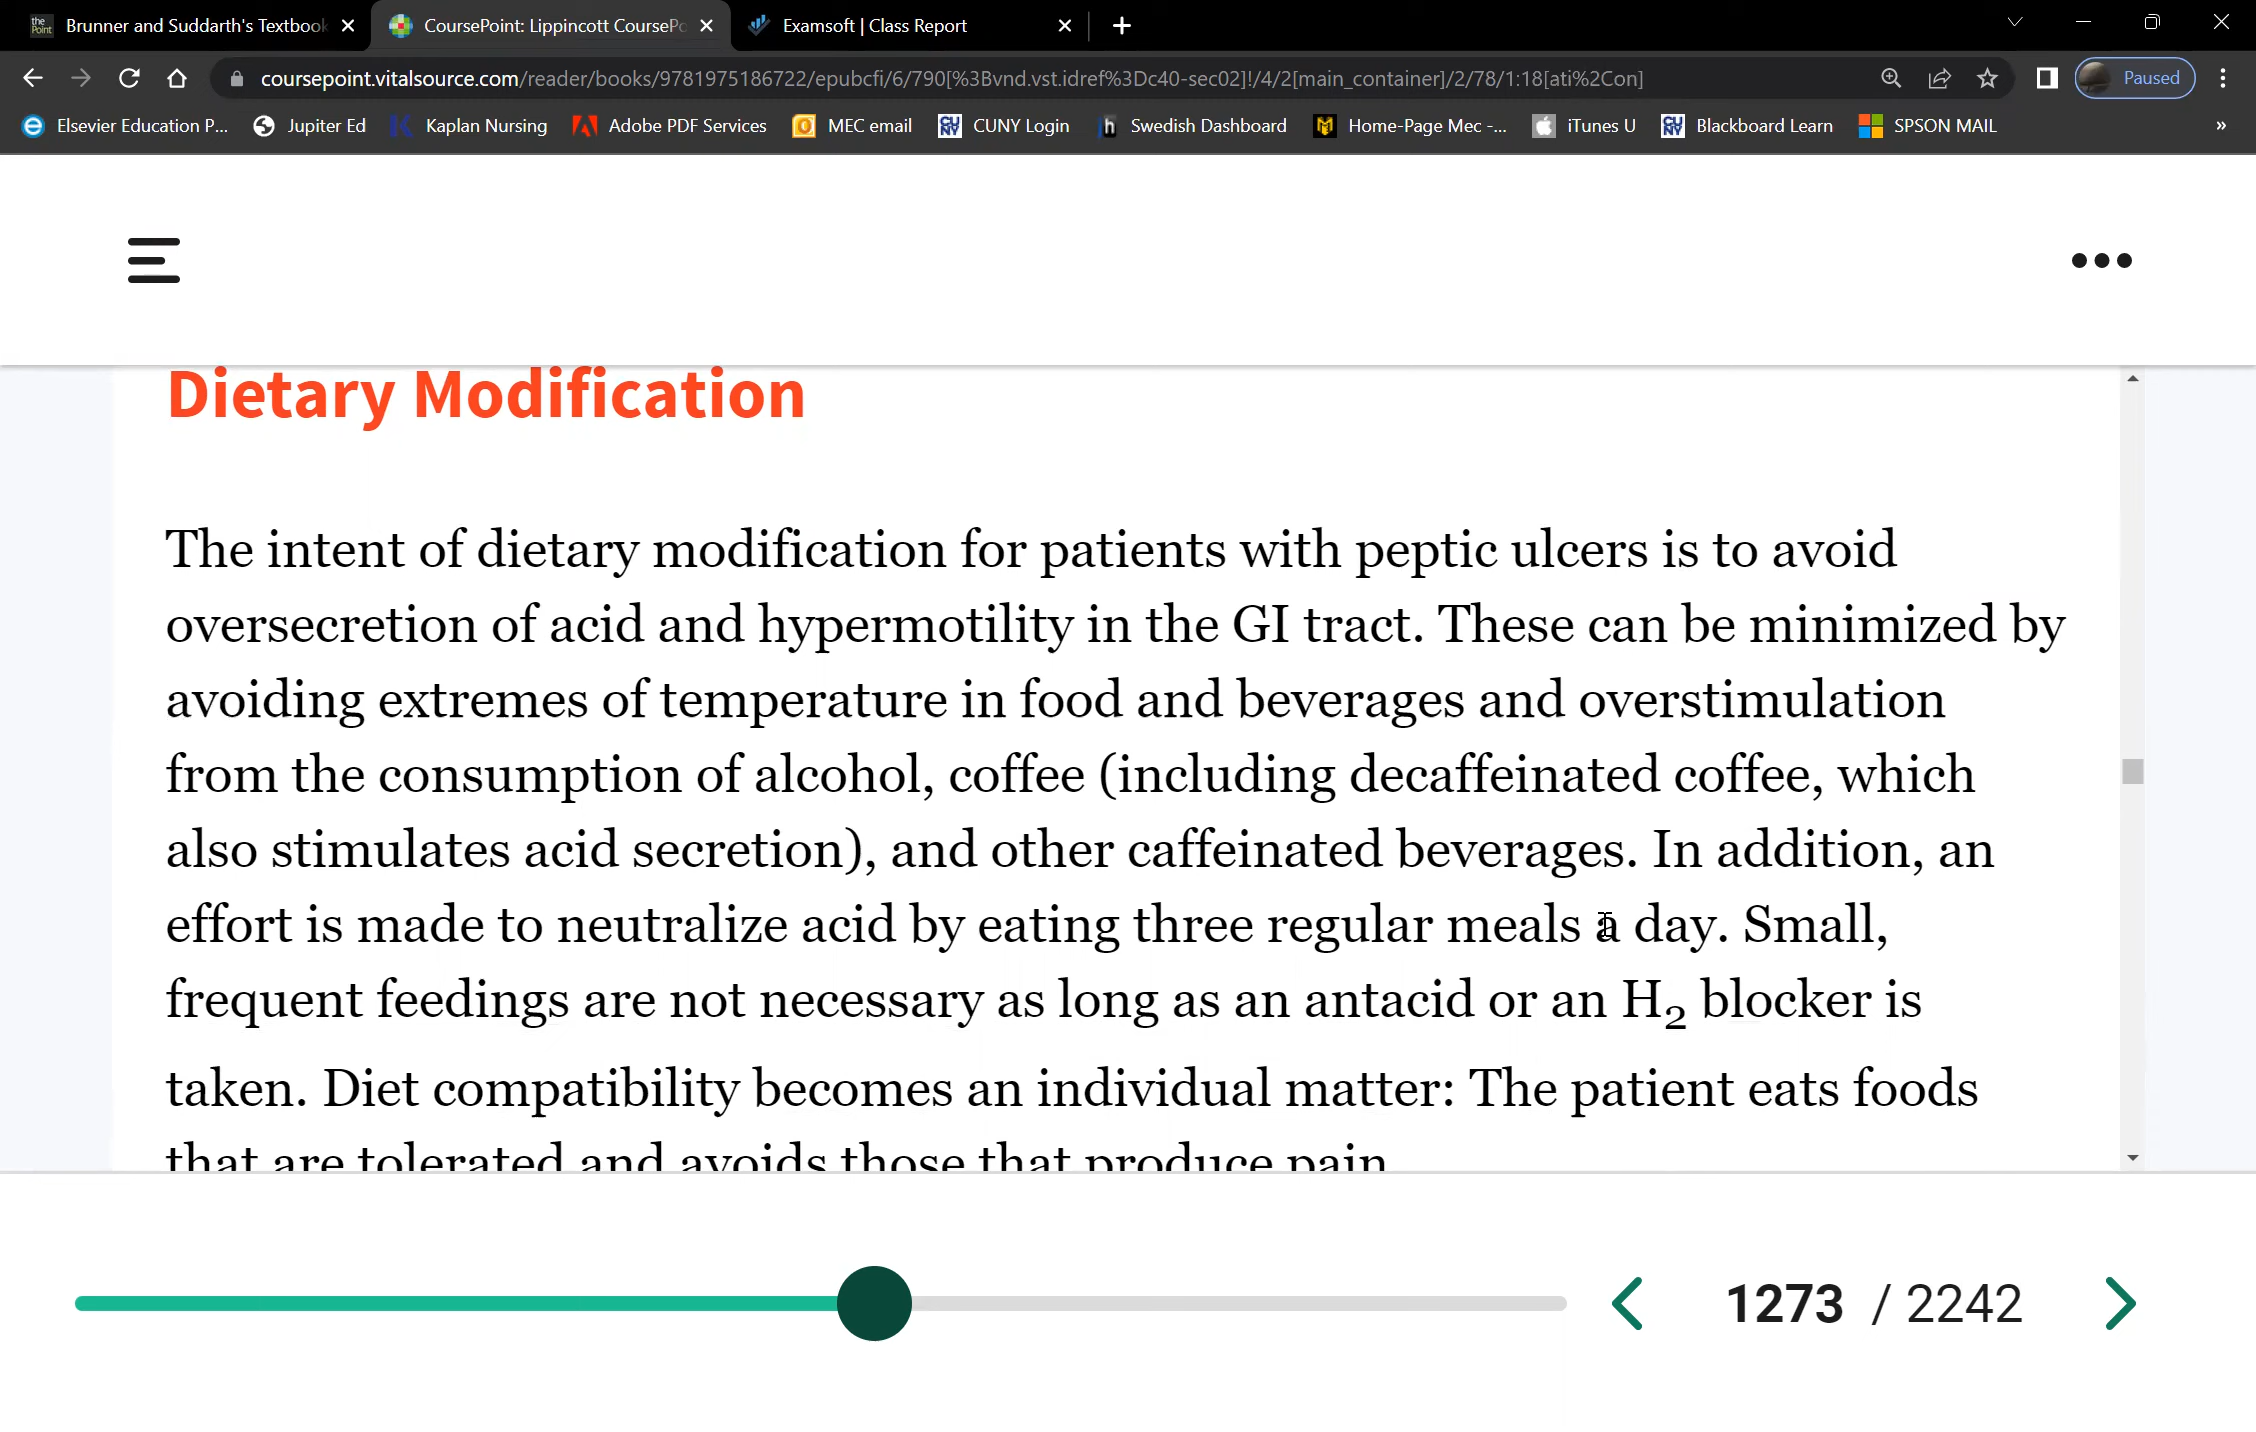 the Point
Brunner and Suddarth's Textbook
CoursePoint: Lippincott CoursePo
Examsoft | Class Report
coursepoint.vitalsource.com/reader/books/9781975186722/epubcfi/6/790[%3Bvnd.vst.idref%3Dc40-sec02]!/4/2[main_container]/2/78/1:18[ati%2Con]
Paused
Elsevier Education P...
Jupiter Ed
Kaplan Nursing
Adobe PDF Services
MEC email
CUNY Login
Swedish Dashboard
Home-Page Mec -...
iTunes U
Blackboard Learn
SPSON MAIL
»
Dietary Modification
The intent of dietary modification for patients with peptic ulcers is to avoid
oversecretion of acid and hypermotility in the GI tract. These can be minimized by
avoiding extremes of temperature in food and beverages and overstimulation
from the consumption of alcohol, coffee (including decaffeinated coffee, which
also stimulates acid secretion), and other caffeinated beverages. In addition, an
effort is made to neutralize acid by eating three regular meals a day. Small,
frequent feedings are not necessary as long as an antacid or an H₂ blocker is
taken. Diet compatibility becomes an individual matter: The patient eats foods
that are tolerated and avoids those that produce pain
1273 / 2242